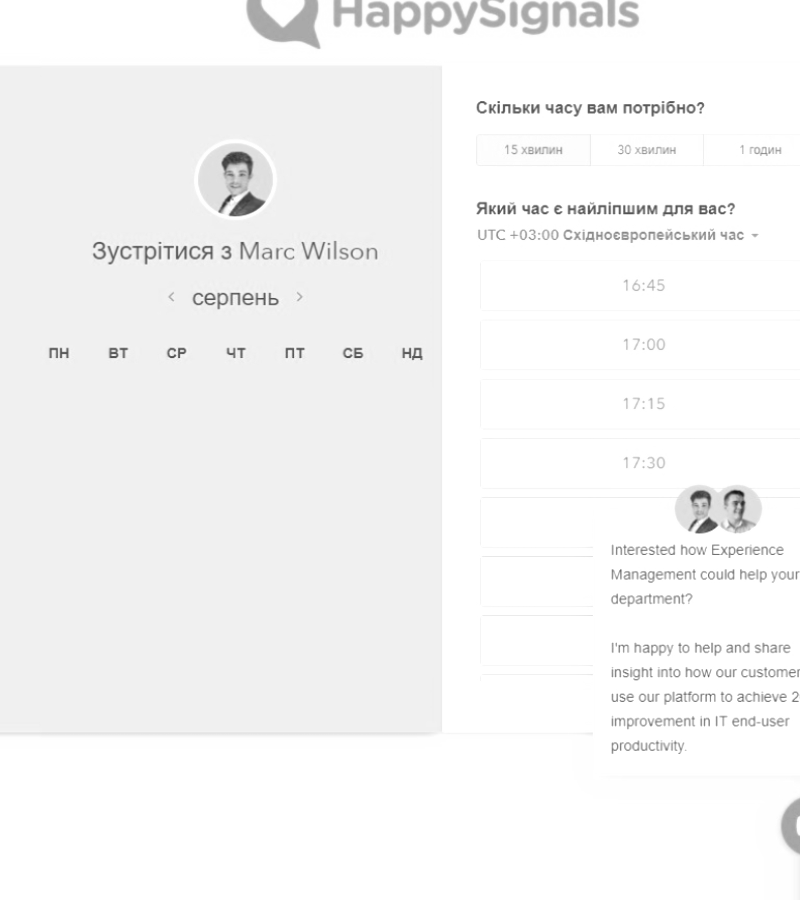 HappySignals
Зустрітися з Marc Wilson
серпень
ПН ВТ СР ЧТ ПТ СБ НД
Скільки часу вам потрібно?
15 хвилин 30 хвилин 1 годин
Який час є найліпшим для вас?
UTC +03:00 Східноєвропейський час
16:45
17:00
17:15
17:30
Interested how Experience
Management could help your
department?
I'm happy to help and share
insight into how our customer
use our platform to achieve 2
improvement in IT end-user
productivity.